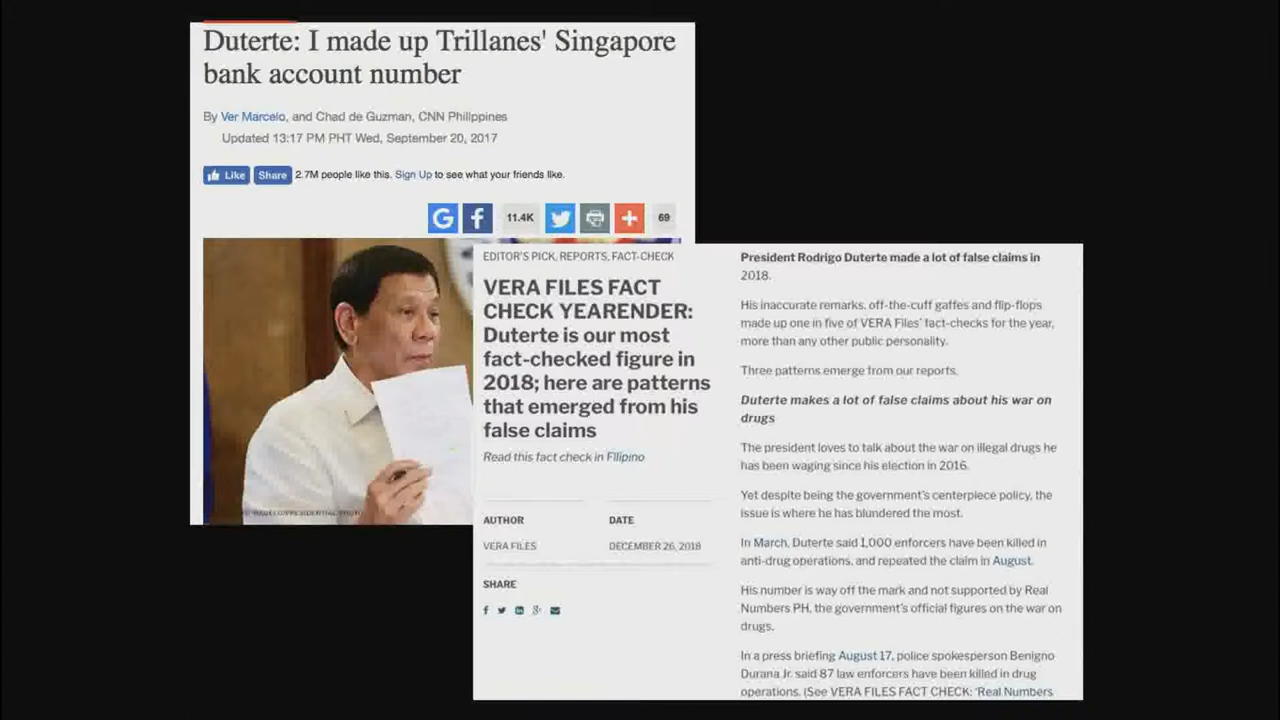 Duterte: I made up Trillanes' Singapore
bank account number
By Ver Marcelo, and Chad de Guzman, CNN Philippines
Updated 13:17 PM PHT Wed, September 20, 2017
Like
Share
2.7M people like this. Sign Up to see what your friends like.
G
f
11.4K
+
69
EDITOR'S PICK, REPORTS, FACT-CHECK
VERA FILES FACT
CHECK YEARENDER:
Duterte is our most
fact-checked figure in
2018; here are patterns
that emerged from his
false claims
Read this fact check in Filipino
AUTHOR
DATE
VERA FILES
DECEMBER 26, 2018
SHARE
President Rodrigo Duterte made a lot of false claims in
2018.
His inaccurate remarks, off-the-cuff gaffes and flip-flops
made up one in five of VERA Files' fact-checks for the year,
more than any other public personality.
Three patterns emerge from our reports.
Duterte makes a lot of false claims about his war on
drugs
The president loves to talk about the war on illegal drugs he
has been waging since his election in 2016.
Yet despite being the government's centerpiece policy, the
issue is where he has blundered the most.
In March, Duterte said 1,000 enforcers have been killed in
anti-drug operations, and repeated the claim in August.
His number is way off the mark and not supported by Real
Numbers PH, the government's official figures on the war on
drugs.
In a press briefing August 17, police spokesperson Benigno
Durana Jr. said 87 law enforcers have been killed in drug
operations. (See VERA FILES FACT CHECK: 'Real Numbers